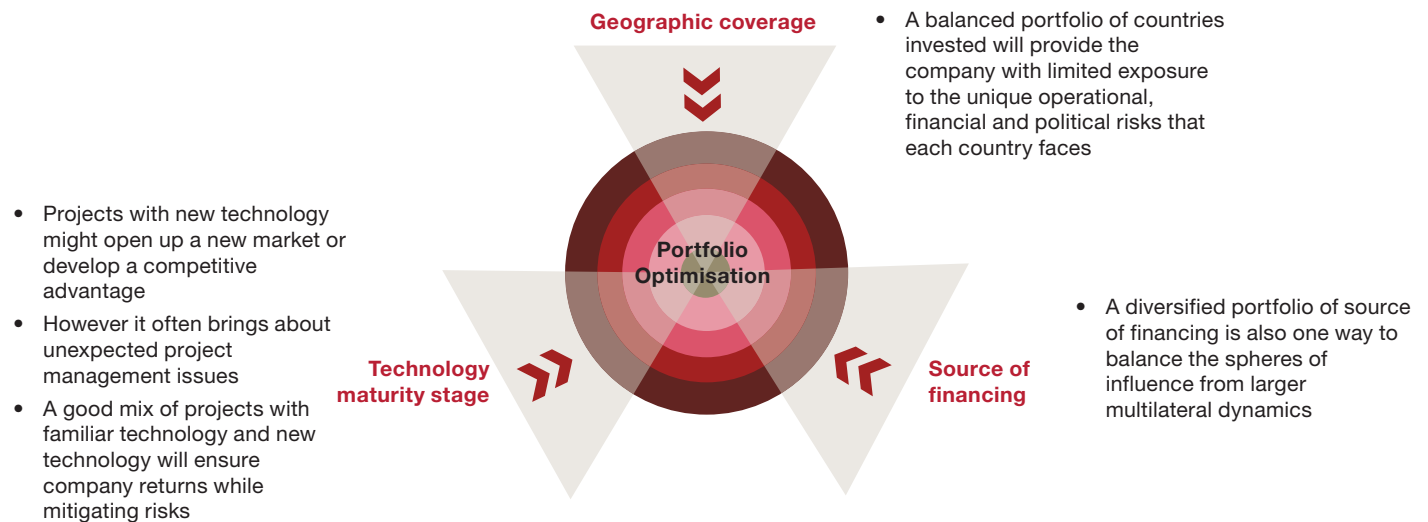 Geographic coverage
• A balanced portfolio of countries
invested will provide the
company with limited exposure
to the unique operational,
financial and political risks that
each country faces
• Projects with new technology
might open up a new market or
develop a competitive
advantage
• However it often brings about
unexpected project
management issues
• A good mix of projects with
familiar technology and new
technology will ensure
company returns while
mitigating risks
Technology
maturity stage
Portfolio
Optimisation
Source of
financing
• A diversified portfolio of source
of financing is also one way to
balance the spheres of
influence from larger
multilateral dynamics